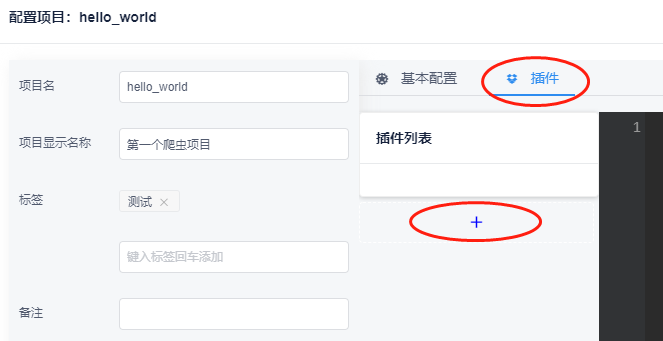 配置项目：hello_world
项目名
hello_world
项目显示名称
第一个爬虫项目
标签
测试
键入标签回车添加
备注
基本配置
插件
插件列表
1